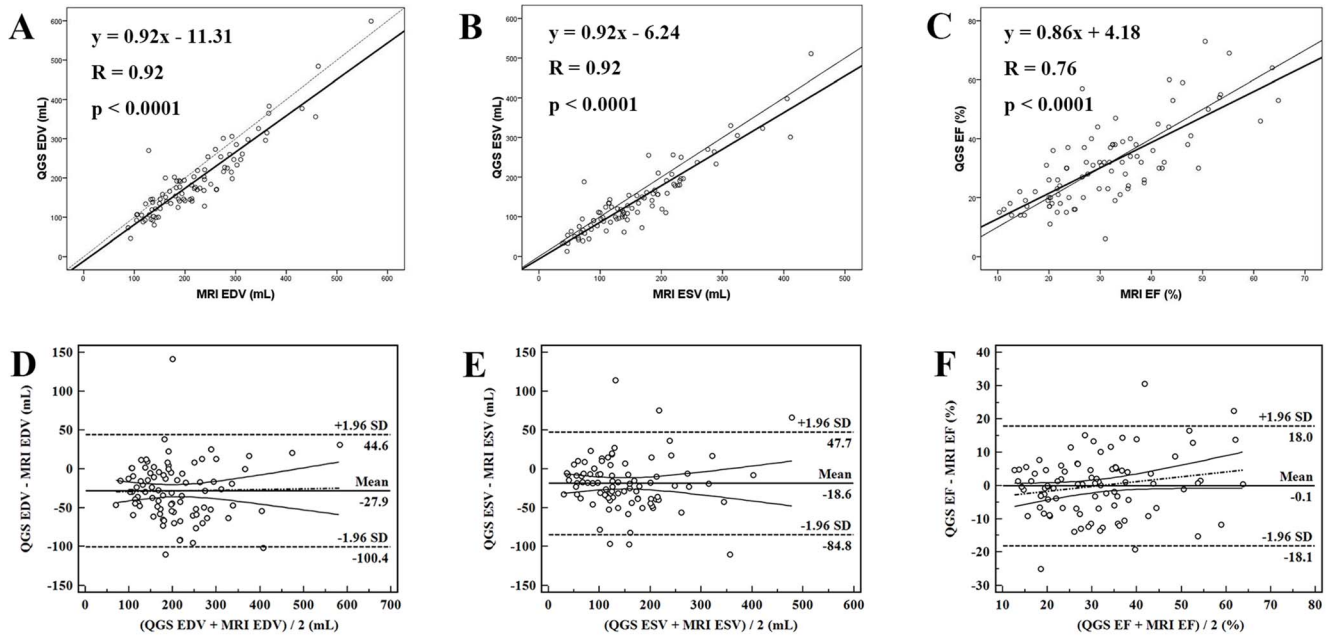 A
y = 0.92x - 11.31
R = 0.92
p < 0.0001
QGS EDV (mL)
600
500
400
300
200
100
0
0 100 200 300 400 500 600
MRI EDV (mL)
B
y = 0.92x - 6.24
R = 0.92
p < 0.0001
QGS ESV (mL)
600
500
400
300
200
100
0
0 100 200 300 400 500
MRI ESV (mL)
C
y = 0.86x + 4.18
R = 0.76
p < 0.0001
QGS EF (%)
80
60
40
20
0
10 20 30 40 50 60 70
MRI EF (%)
D
QGS EDV - MRI EDV (mL)
150
100
50
0
-50
-100
-150
+1.96 SD
44.6
Mean
-27.9
-1.96 SD
-100.4
0 100 200 300 400 500 600 700
(QGS EDV + MRI EDV) / 2 (mL)
E
QGS ESV - MRI ESV (mL)
150
100
50
0
-50
-100
-150
+1.96 SD
47.7
Mean
-18.6
-1.96 SD
-84.8
0 100 200 300 400 500 600
(QGS ESV + MRI ESV) / 2 (mL)
F
QGS EF - MRI EF (%)
40
30
20
10
0
-10
-20
-30
+1.96 SD
18.0
Mean
-0.1
-1.96 SD
-18.1
10 20 30 40 50 60 70 80
(QGS EF + MRI EF) / 2 (%)